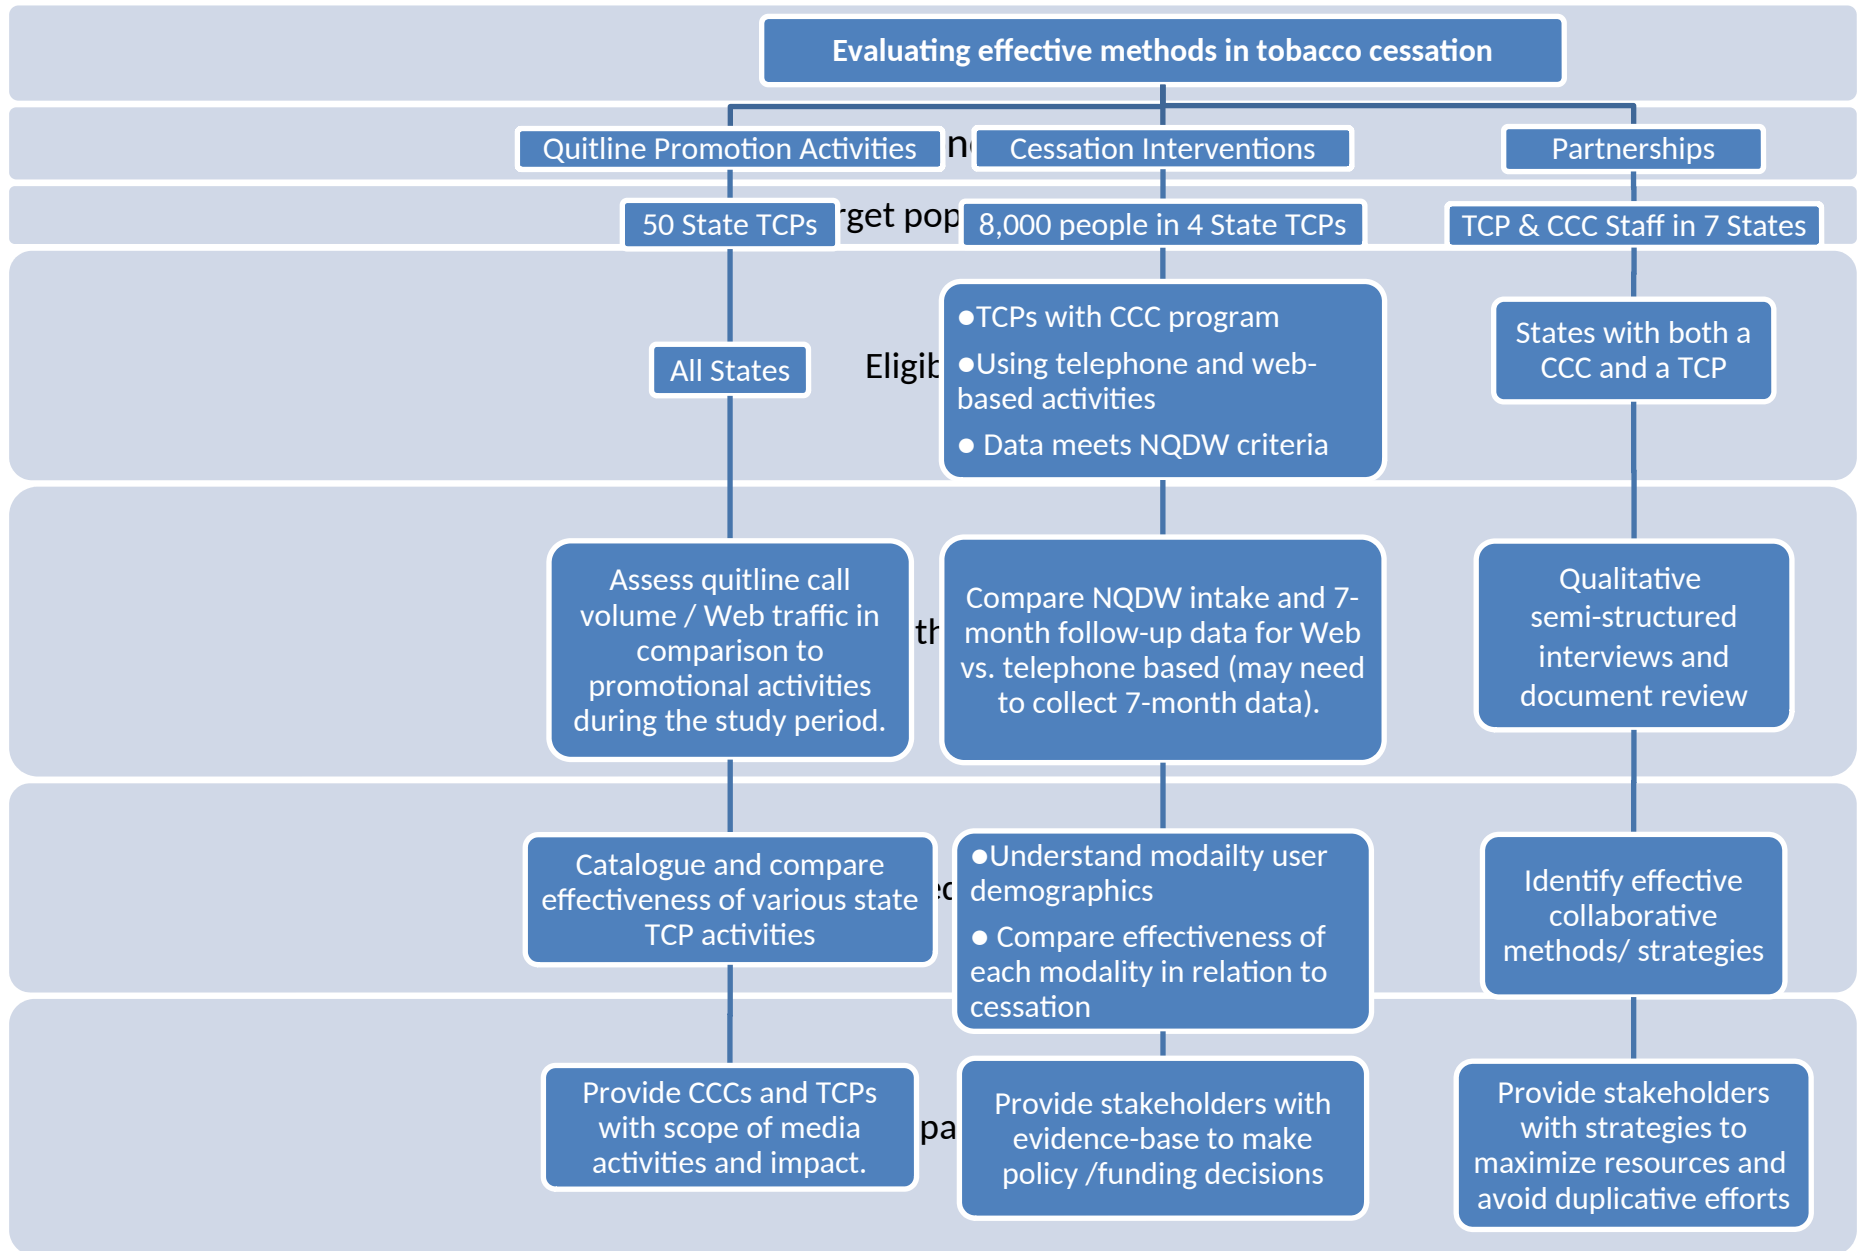 Evaluating effective methods in tobacco cessation
Quitline Promotion Activities
Cessation Interventions
Partnerships
50 State TCPs
8,000 people in 4 State TCPs
TCP & CCC Staff in 7 States
All States
●TCPs with CCC program
●Using telephone and web-
based activities
● Data meets NQDW criteria
States with both a
CCC and a TCP
Assess quitline call
volume / Web traffic in
comparison to
promotional activities
during the study period.
Compare NQDW intake and 7-
month follow-up data for Web
vs. telephone based (may need
to collect 7-month data).
Qualitative
semi-structured
interviews and
document review
Catalogue and compare
effectiveness of various state
TCP activities
●Understand modailty user
demographics
● Compare effectiveness of
each modality in relation to
cessation
Identify effective
collaborative
methods/ strategies
Provide CCCs and TCPs
with scope of media
activities and impact.
Provide stakeholders with
evidence-base to make
policy /funding decisions
Provide stakeholders
with strategies to
maximize resources and
avoid duplicative efforts